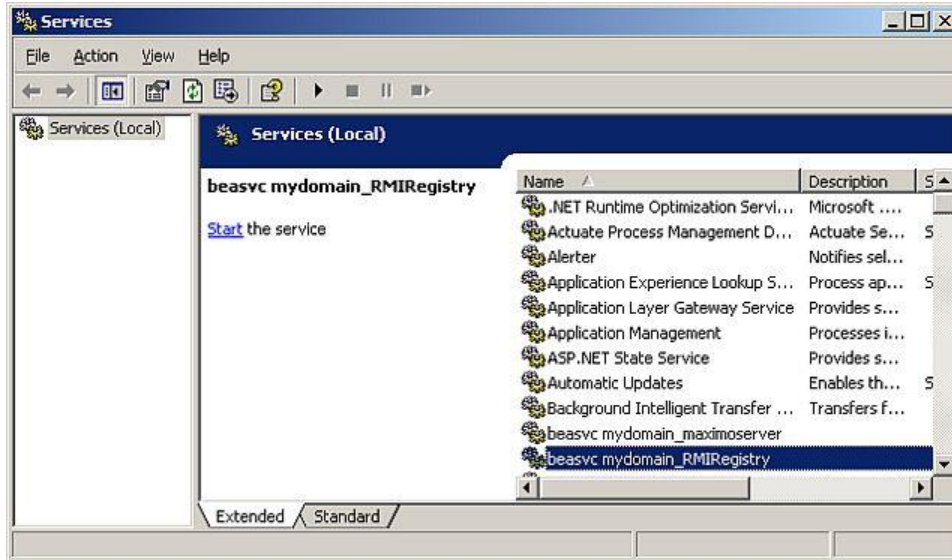 Services
File Action View Help
Services (Local)
Services (Local)
beasvc mydomain_RMIRegistry
Start the service
Name Description S
.NET Runtime Optimization Servi... Microsoft ....
Actuate Process Management D... Actuate Se... S
Alerter Notifies sel...
Application Experience Lookup S... Process ap... S
Application Layer Gateway Service Provides s...
Application Management Processes i...
ASP.NET State Service Provides s...
Automatic Updates Enables th... S
Background Intelligent Transfer ... Transfers f...
beasvc mydomain_maximoserver
beasvc mydomain_RMIRegistry
Extended Standard